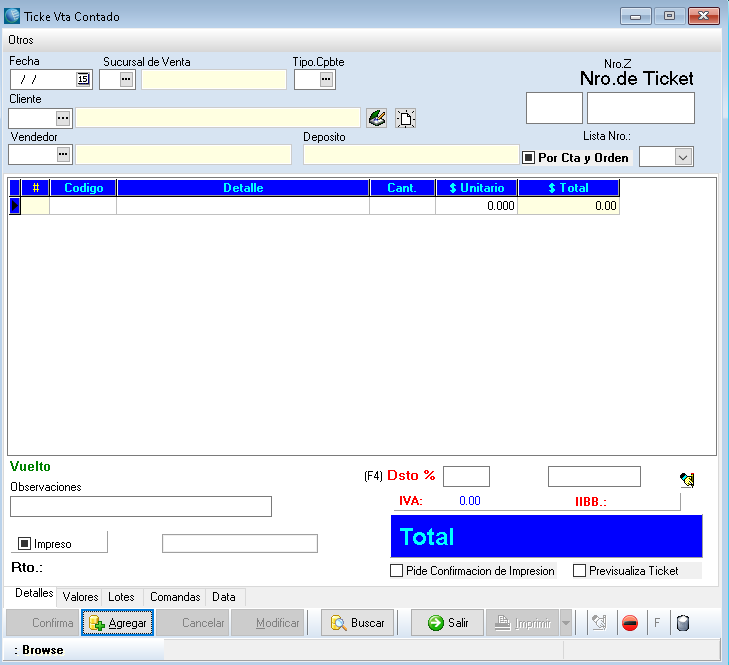 Ticke Vta Contado
Otros
Fecha Sucursal de Venta Tipo.Cpbte
/ / 15
Nro.Z
Nro.de Ticket
Cliente
Vendedor Deposito
Lista Nro.:
Por Cta y Orden
# Codigo Detalle Cant. $ Unitario $ Total
0.000 0.00
Vuelto
(F4) Dsto %
Observaciones
IVA: 0.00 IIBB.:
Total
Impreso
Rto.:
Pide Confirmacion de Impresion Previsualiza Ticket
Detalles Valores Lotes Comandas Data
Confirma Agregar Cancelar Modificar Buscar Salir Imprimir F
: Browse